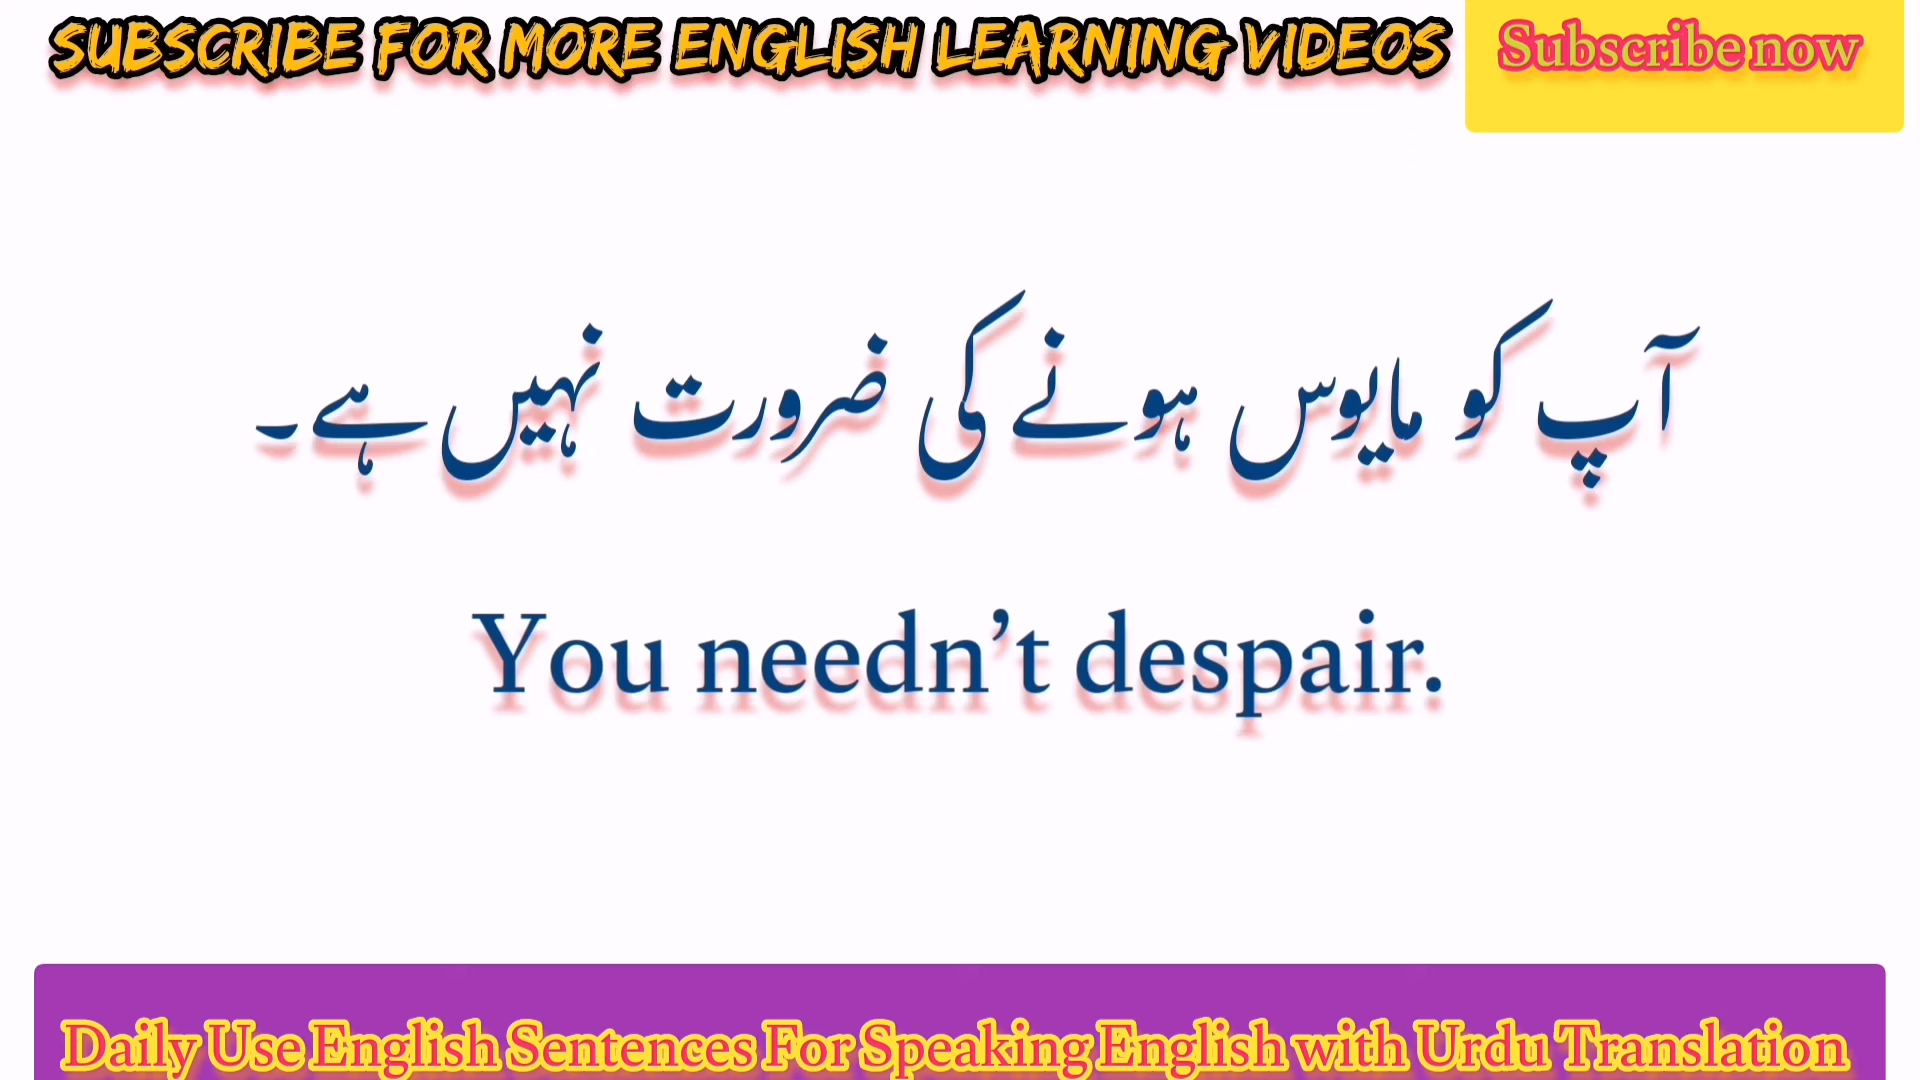 SUBSCRIBE FOR MORE ENGLISH LEARNING VIDEOS
Subscribe now
آپ کو مایوس ہونے کی ضرورت نہیں ہے۔
You needn’t despair.
Daily Use English Sentences For Speaking English with Urdu Translation